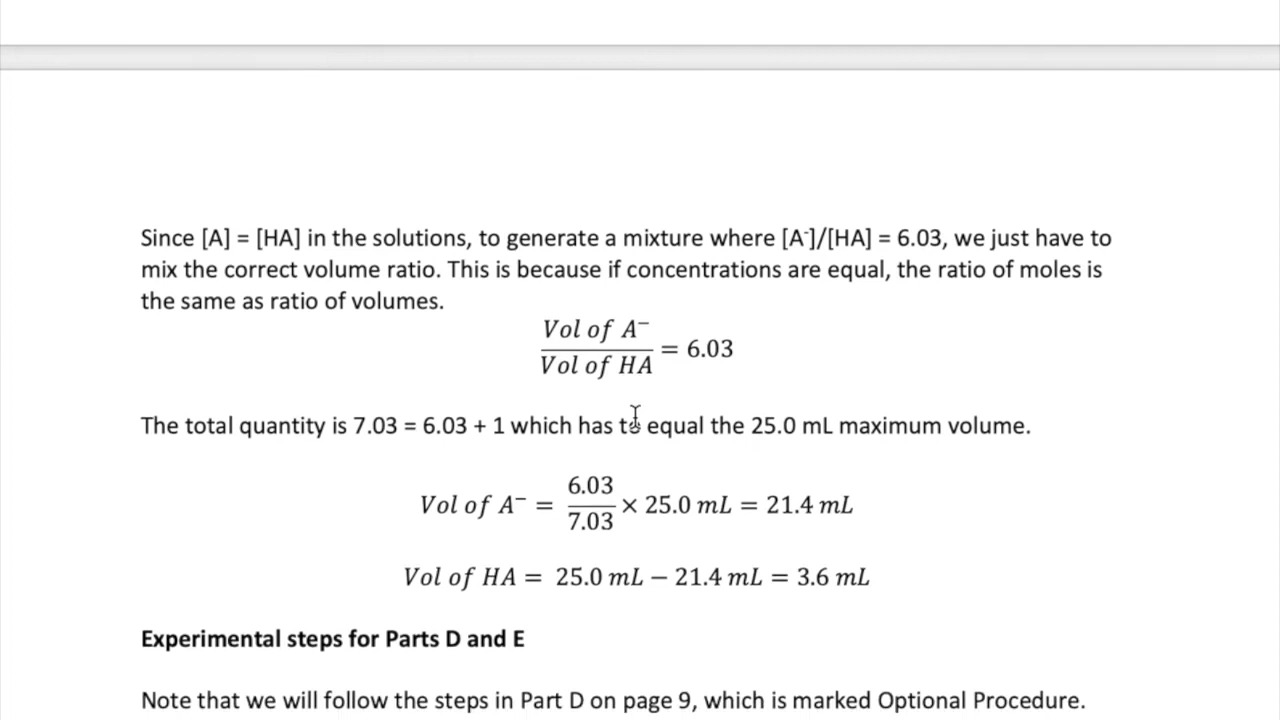 Since [A] = [HA] in the solutions, to generate a mixture where [A⁻]/[HA] = 6.03, we just have to
mix the correct volume ratio. This is because if concentrations are equal, the ratio of moles is
the same as ratio of volumes.
Vol of A⁻
Vol of HA = 6.03
The total quantity is 7.03 = 6.03 + 1 which has to equal the 25.0 mL maximum volume.
Vol of A⁻ = 6.03/7.03 × 25.0 mL = 21.4 mL
Vol of HA = 25.0 mL − 21.4 mL = 3.6 mL
Experimental steps for Parts D and E
Note that we will follow the steps in Part D on page 9, which is marked Optional Procedure.